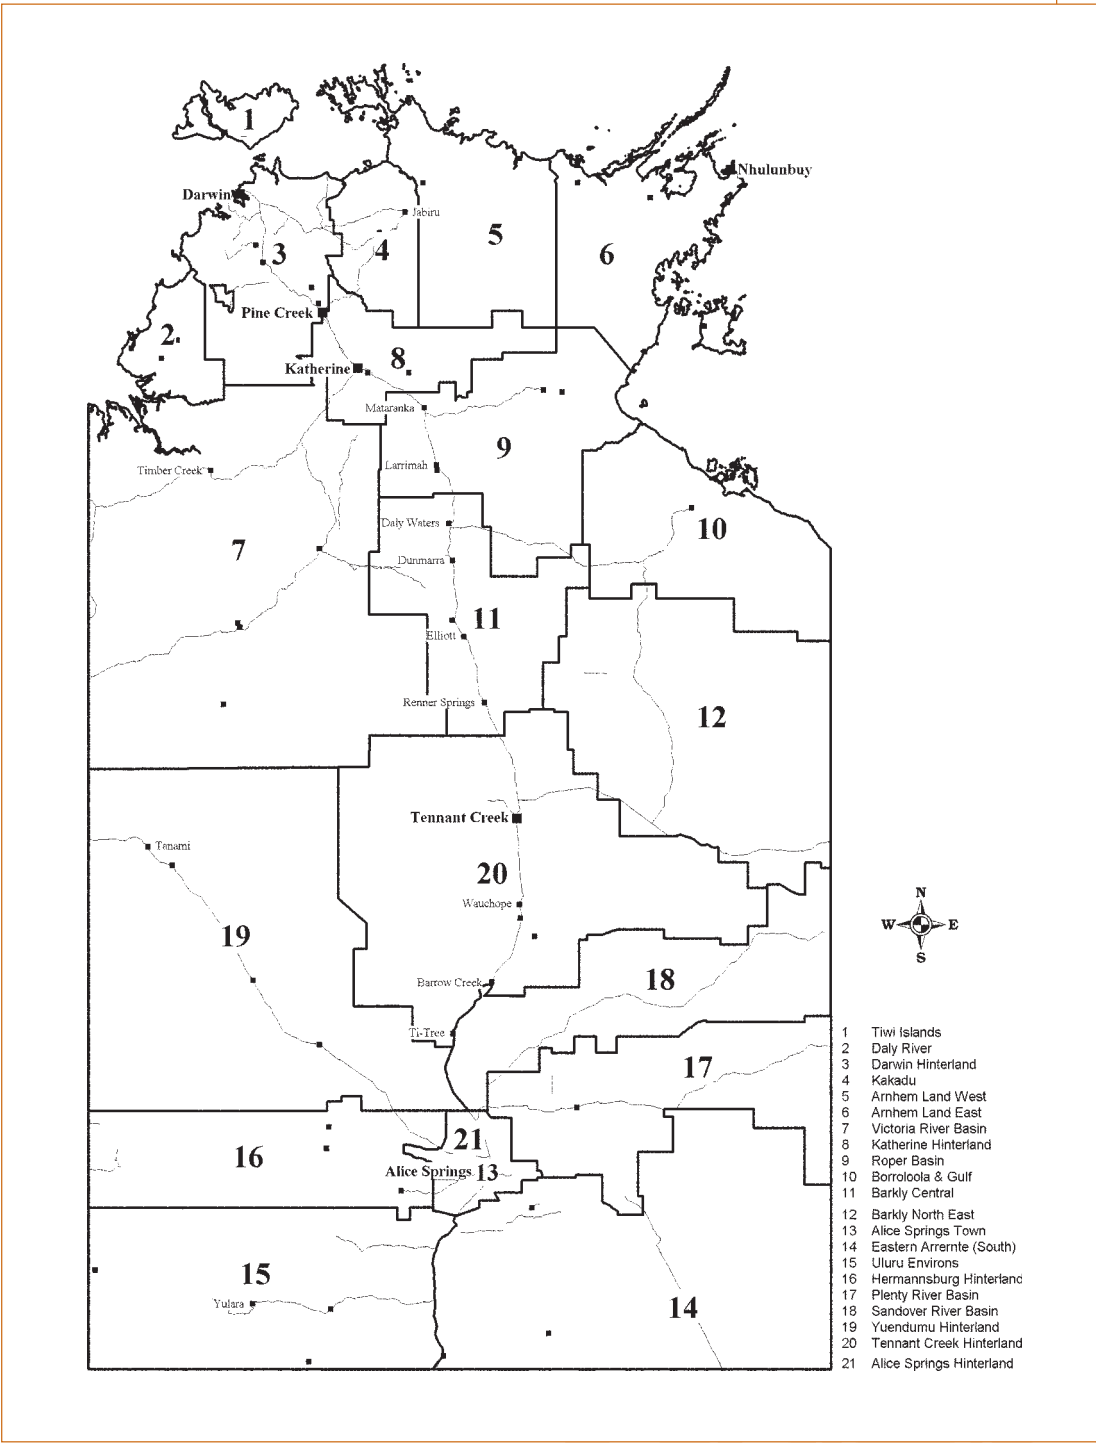 1
Nhulunbuy
Darwin
Jabiru
5
4
3
6
Pine Creek
2
8
Katherine
Mataranka
9
Larrimah
Timber Creek
Daly Waters
10
7
Dunmarra
11
Elliott
Renner Springs
12
Tennant Creek
Tanami
20
Wauchope
N
W E
S
19
18
Barrow Creek
Ti-Tree
17
21
16
Alice Springs
13
15
Yulara
14
1 Tiwi Islands
2 Daly River
3 Darwin Hinterland
4 Kakadu
5 Arnhem Land West
6 Arnhem Land East
7 Victoria River Basin
8 Katherine Hinterland
9 Roper Basin
10 Borroloola & Gulf
11 Barkly Central
12 Barkly North East
13 Alice Springs Town
14 Eastern Arrernte (South)
15 Uluru Environs
16 Hermannsburg Hinterland
17 Plenty River Basin
18 Sandover River Basin
19 Yuendumu Hinterland
20 Tennant Creek Hinterland
21 Alice Springs Hinterland